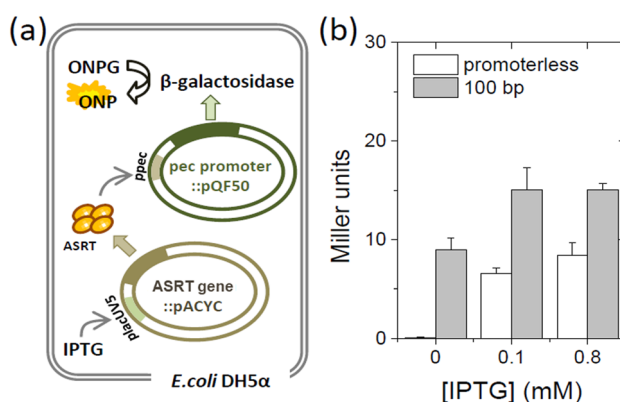 (a)
ONPG
ONP
β-galactosidase
ppec
pec promoter
::pQF50
ASRT
ASRT gene
::pACYC
placUV5
IPTG
E.coli DH5α
(b)
30
20
10
0
Miller units
promoterless
100 bp
0
0.1
0.8
[IPTG] (mM)